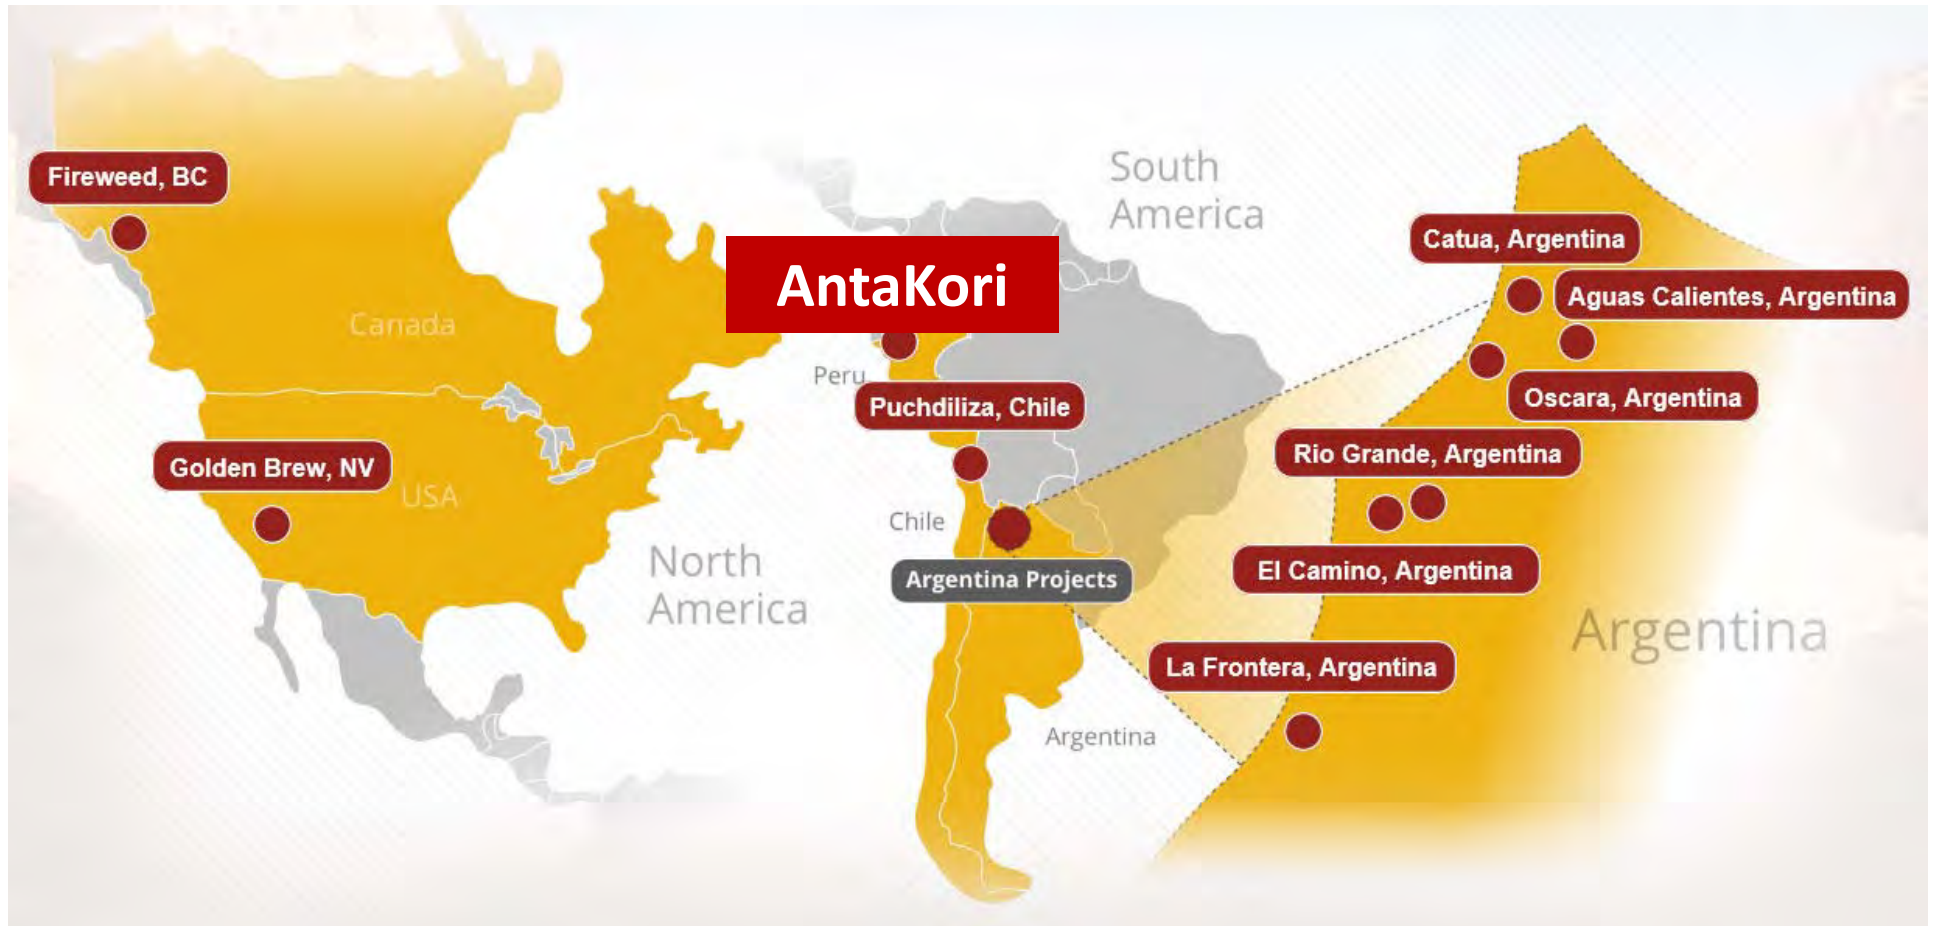 Fireweed, BC
Canada
Golden Brew, NV
USA
North
America
South
America
AntaKori
Peru
Puchdiliza, Chile
Chile
Argentina Projects
Argentina
Catua, Argentina
Aguas Calientes, Argentina
Oscara, Argentina
Rio Grande, Argentina
El Camino, Argentina
La Frontera, Argentina
Argentina